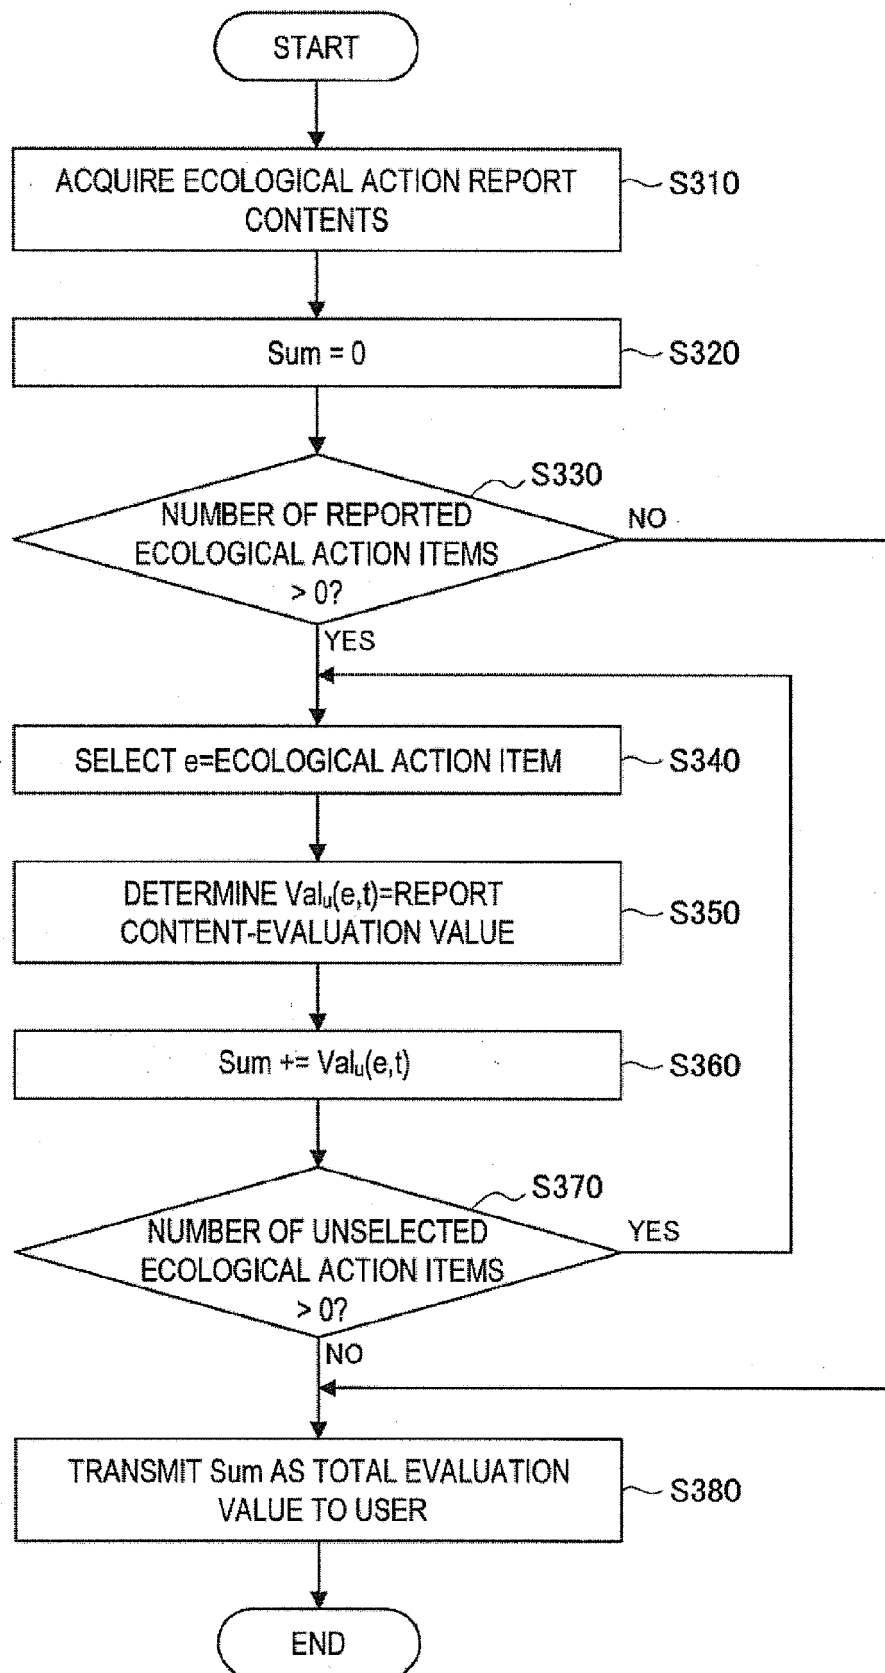 START
ACQUIRE ECOLOGICAL ACTION REPORT
CONTENTS
S310
Sum = 0
S320
S330
NUMBER OF REPORTED
ECOLOGICAL ACTION ITEMS
> 0?
NO
YES
SELECT e=ECOLOGICAL ACTION ITEM
S340
DETERMINE Valu(e,t)=REPORT
CONTENT-EVALUATION VALUE
S350
Sum += Valu(e,t)
S360
S370
NUMBER OF UNSELECTED
ECOLOGICAL ACTION ITEMS
> 0?
YES
NO
TRANSMIT Sum AS TOTAL EVALUATION
VALUE TO USER
S380
END